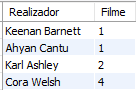 Realizador Filme
Keenan Barnett 1
Ahyan Cantu 1
Karl Ashley 2
Cora Welsh 4